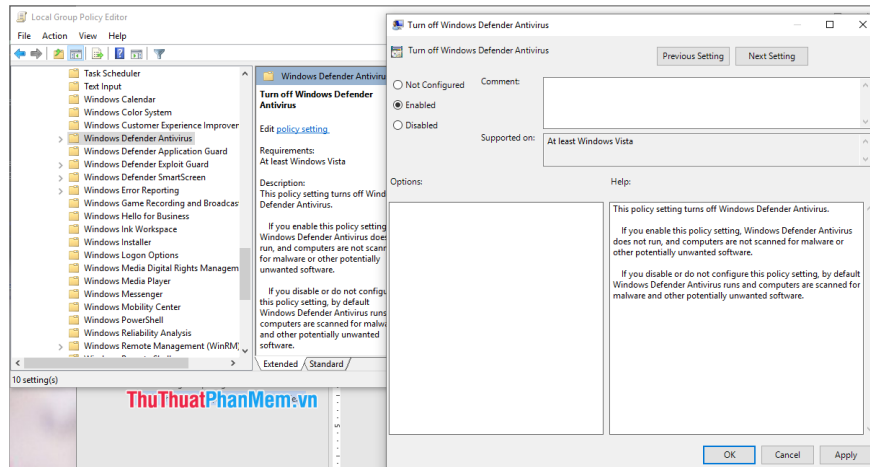 Local Group Policy Editor
File Action View Help
Task Scheduler
Text Input
Windows Calendar
Windows Color System
Windows Customer Experience Improver
Windows Defender Antivirus
Windows Defender Application Guard
Windows Defender Exploit Guard
Windows Defender SmartScreen
Windows Error Reporting
Windows Game Recording and Broadcas
Windows Hello for Business
Windows Ink Workspace
Windows Installer
Windows Logon Options
Windows Media Digital Rights Managem
Windows Media Player
Windows Messenger
Windows Mobility Center
Windows PowerShell
Windows Reliability Analysis
Windows Remote Management (WinRM)
10 setting(s)
Windows Defender Antiviru
Turn off Windows Defender
Antivirus
Edit policy setting
Requirements:
At least Windows Vista
Description:
This policy setting turns off Wind
Defender Antivirus.
If you enable this policy setting
Windows Defender Antivirus does
run, and computers are not scann
for malware or other potentially
unwanted software.
If you disable or do not configu
this policy setting, by default
Windows Defender Antivirus runs
computers are scanned for malwa
and other potentially unwanted
software.
Extended Standard
Turn off Windows Defender Antivirus
Turn off Windows Defender Antivirus
Previous Setting Next Setting
Not Configured
Enabled
Disabled
Comment:
Supported on:
At least Windows Vista
Options:
Help:
This policy setting turns off Windows Defender Antivirus.
If you enable this policy setting, Windows Defender Antivirus
does not run, and computers are not scanned for malware or
other potentially unwanted software.
If you disable or do not configure this policy setting, by default
Windows Defender Antivirus runs and computers are scanned for
malware and other potentially unwanted software.
OK Cancel Apply
ThuThuatPhanMem.vn